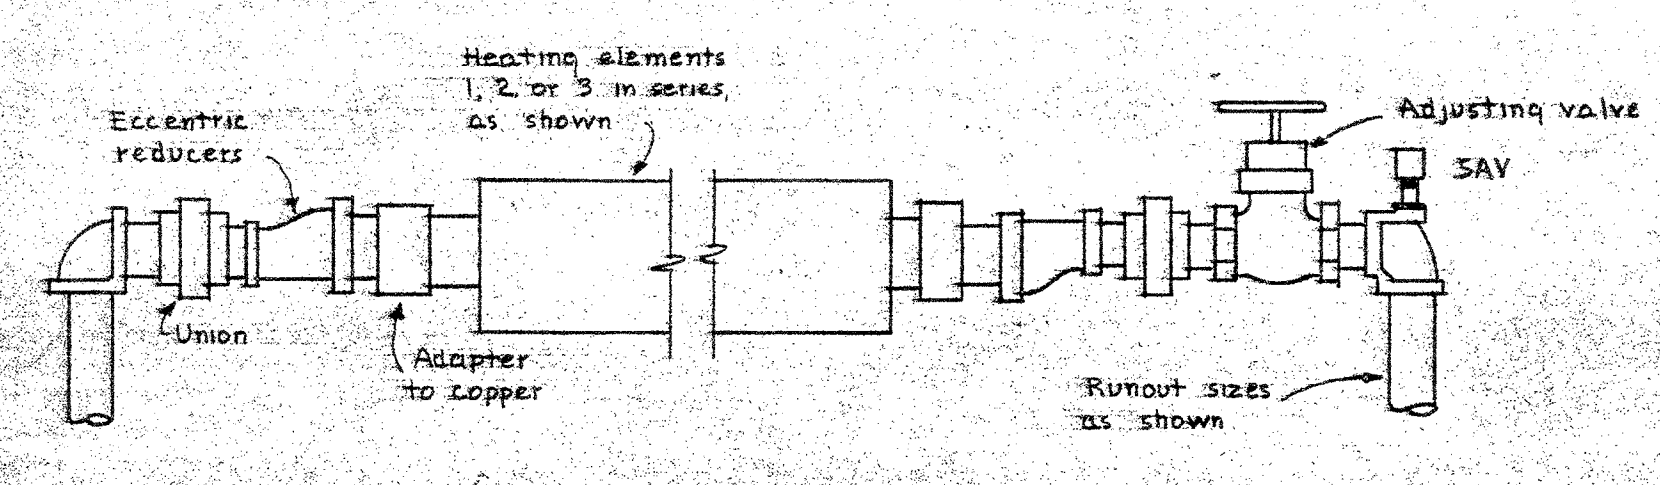 Heating elements
1, 2, or 3 in series,
as shown
Eccentric
reducers
Adjusting valve
SAV
Union
Adapter
to copper
Runout sizes
as shown